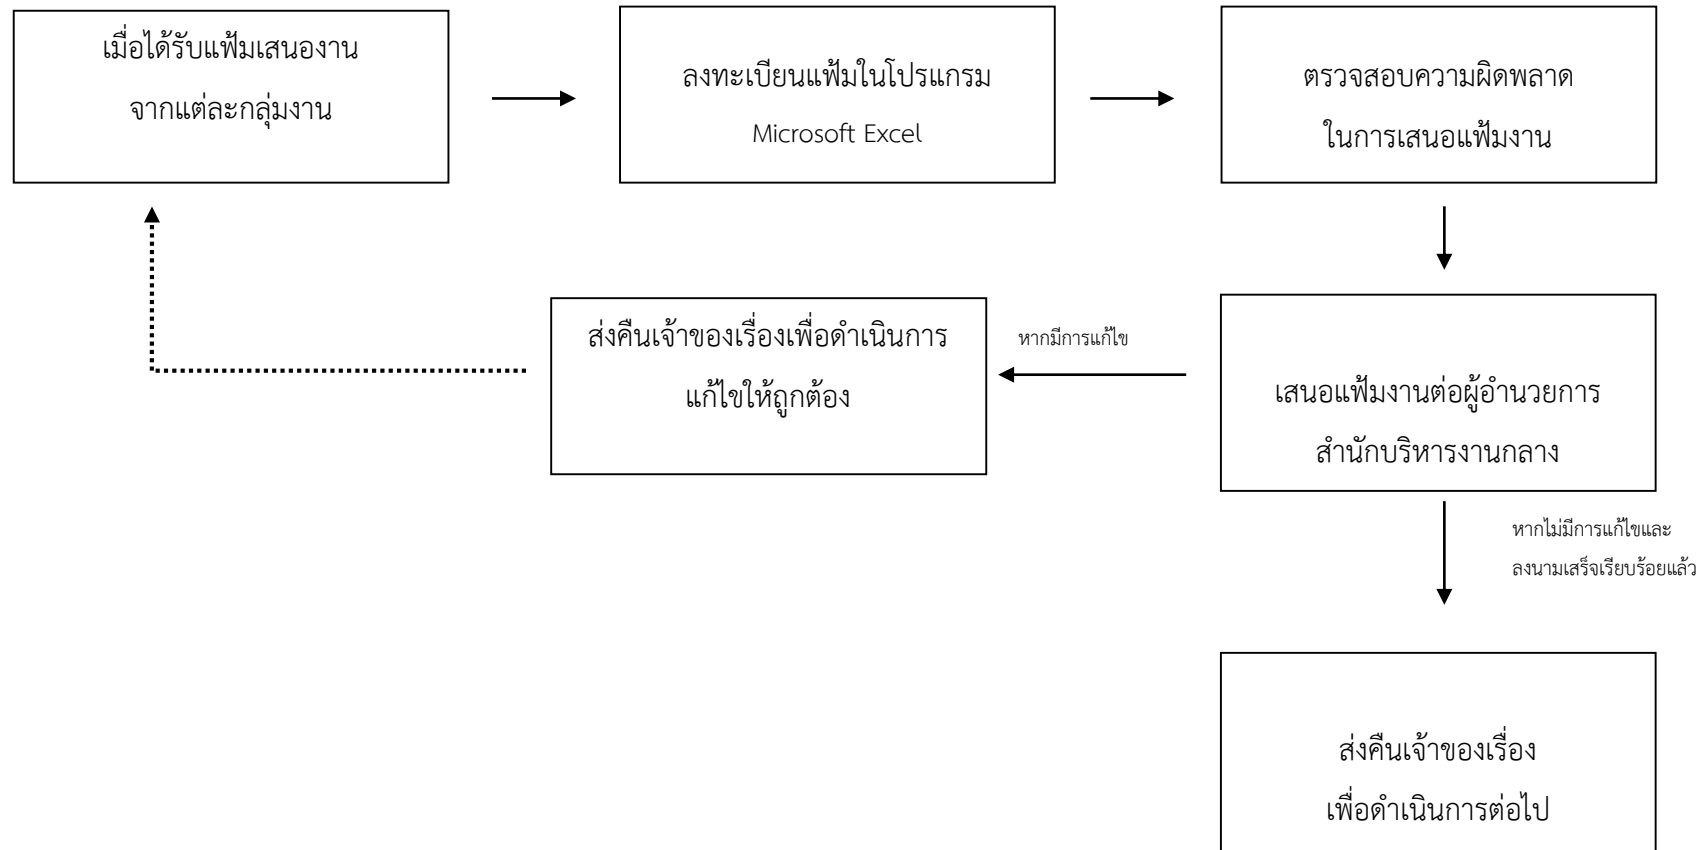 เมื่อได้รับแฟ้มเสนองาน
จากแต่ละกลุ่มงาน
ลงทะเบียนแฟ้มในโปรแกรม
Microsoft Excel
ตรวจสอบความผิดพลาด
ในการเสนอแฟ้มงาน
ส่งคืนเจ้าของเรื่องเพื่อดำเนินการ
แก้ไขให้ถูกต้อง
หากมีการแก้ไข
เสนอแฟ้มงานต่อผู้อำนวยการ
สำนักบริหารงานกลาง
หากไม่มีการแก้ไขและ
ลงนามเสร็จเรียบร้อยแล้ว
ส่งคืนเจ้าของเรื่อง
เพื่อดำเนินการต่อไป